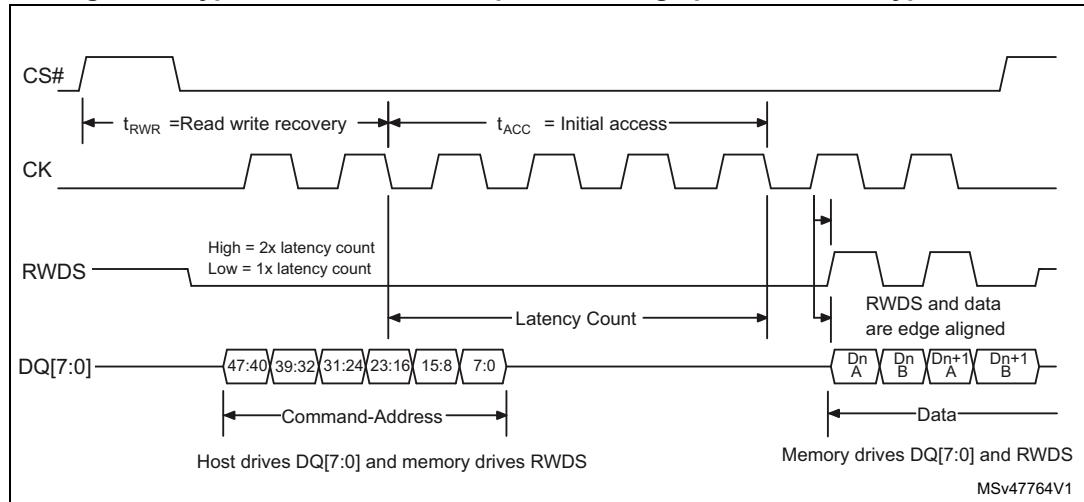 CS#
tRWR =Read write recovery
tACC = Initial access
CK
High = 2x latency count
Low = 1x latency count
RWDS
RWDS and data
are edge aligned
Latency Count
DQ[7:0]
47:40 39:32 31:24 23:16 15:8 7:0
Dn A Dn B Dn+1 A Dn+1 B
Command-Address
Data
Host drives DQ[7:0] and memory drives RWDS
Memory drives DQ[7:0] and RWDS
MSv47764V1